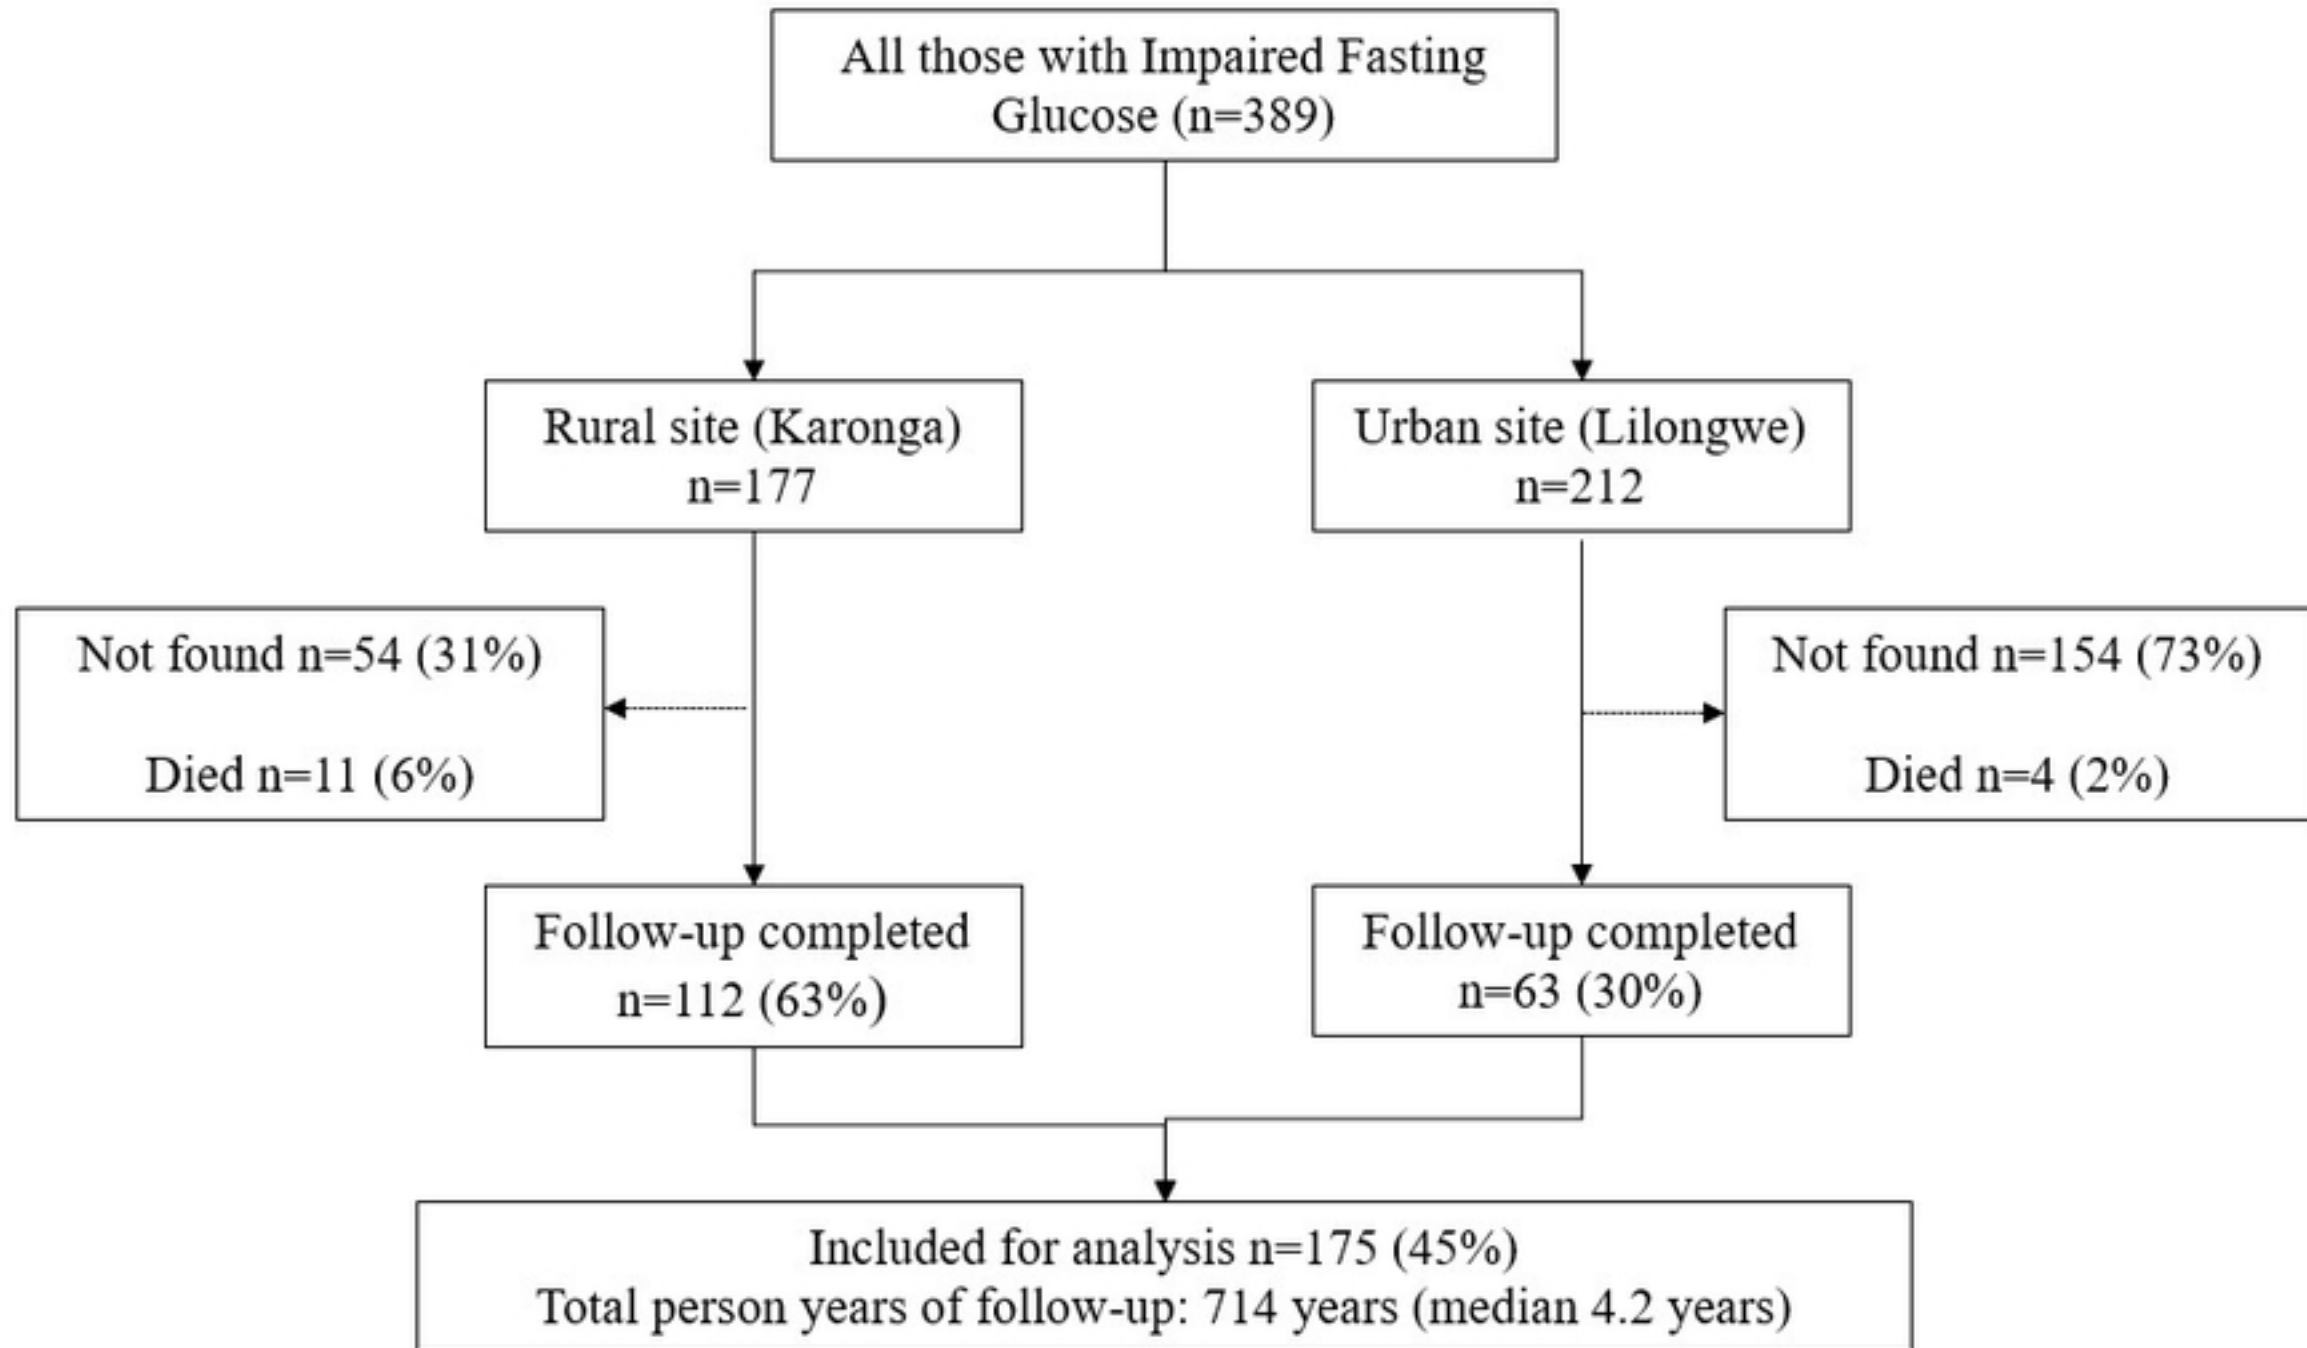 All those with Impaired Fasting
Glucose (n=389)
Rural site (Karonga)
n=177
Urban site (Lilongwe)
n=212
Not found n=54 (31%)
Died n=11 (6%)
Not found n=154 (73%)
Died n=4 (2%)
Follow-up completed
n=112 (63%)
Follow-up completed
n=63 (30%)
Included for analysis n=175 (45%)
Total person years of follow-up: 714 years (median 4.2 years)